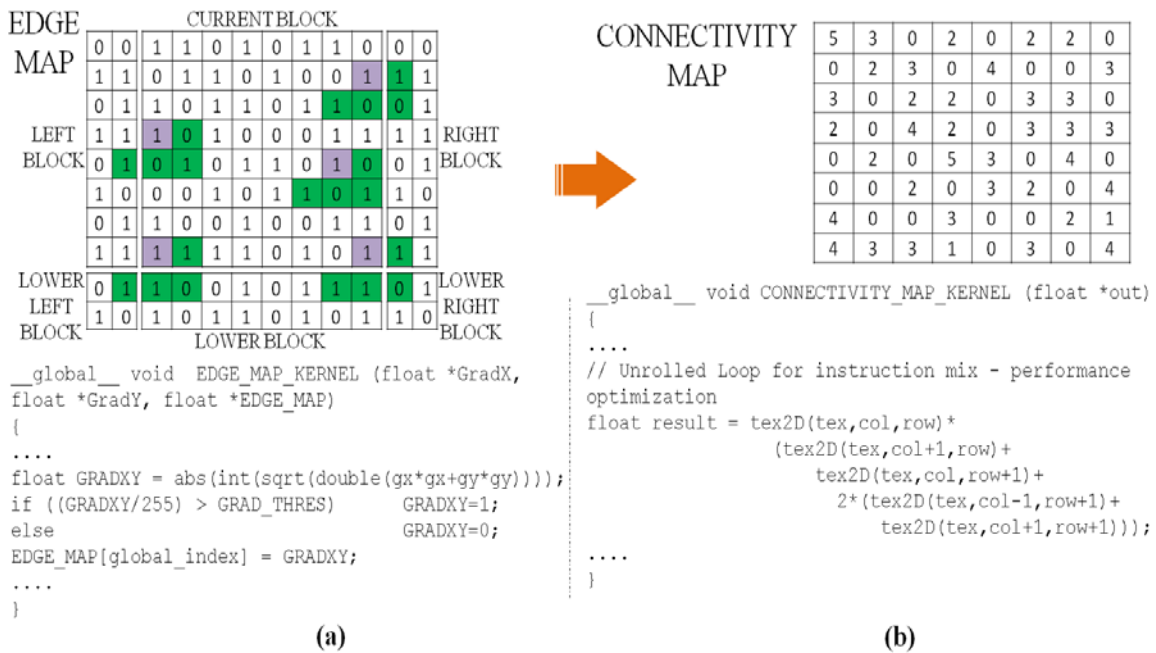 EDGE
MAP
CURRENT BLOCK
0 0 1 1 0 1 0 1 1 0 0 0
1 1 0 1 1 0 1 0 0 1 1 1
0 1 1 0 1 1 0 1 1 0 0 1
LEFT
BLOCK
1 1 1 0 1 0 0 0 1 1 1 1
0 1 0 1 0 1 1 0 1 0 0 1
RIGHT
BLOCK
1 0 0 0 0 1 0 1 1 0 1 0
0 1 1 0 0 1 0 0 1 1 0 1
1 1 1 1 1 1 0 1 0 1 1 1
LOWER
LEFT
BLOCK
0 1 1 0 0 1 0 1 1 1 0 1
1 0 1 0 1 1 0 1 0 1 1 0
LOWER
RIGHT
BLOCK
LOWER BLOCK
__global__ void EDGE_MAP_KERNEL (float *GradX,
float *GradY, float *EDGE_MAP)
{
....
float GRADXY = abs(int(sqrt(double(gx*gx+gy*gy))));
if ((GRADXY/255) > GRAD_THRES) GRADXY=1;
else GRADXY=0;
EDGE_MAP[global_index] = GRADXY;
....
}
(a)
CONNECTIVITY
MAP
5 3 0 2 0 2 2 0
0 2 3 0 4 0 0 3
3 0 2 2 0 3 3 0
2 0 4 2 0 3 3 3
0 2 0 5 3 0 4 0
0 0 2 0 3 2 0 4
4 0 0 3 0 0 2 1
4 3 3 1 0 3 0 4
__global__ void CONNECTIVITY_MAP_KERNEL (float *out)
{
....
// Unrolled Loop for instruction mix - performance
optimization
float result = tex2D(tex,col,row)*
(tex2D(tex,col+1,row)+
tex2D(tex,col,row+1)+
2*(tex2D(tex,col-1,row+1)+
tex2D(tex,col+1,row+1)));
....
}
(b)